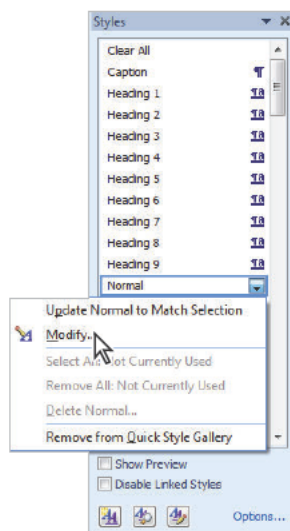 Styles
Clear All
Caption ¶
Heading 1 ¶a
Heading 2 ¶a
Heading 3 ¶a
Heading 4 ¶a
Heading 5 ¶a
Heading 6 ¶a
Heading 7 ¶a
Heading 8 ¶a
Heading 9 ¶a
Normal
Update Normal to Match Selection
Modify...
Select All: Not Currently Used
Remove All: Not Currently Used
Delete Normal...
Remove from Quick Style Gallery
Show Preview
Disable Linked Styles
Options...